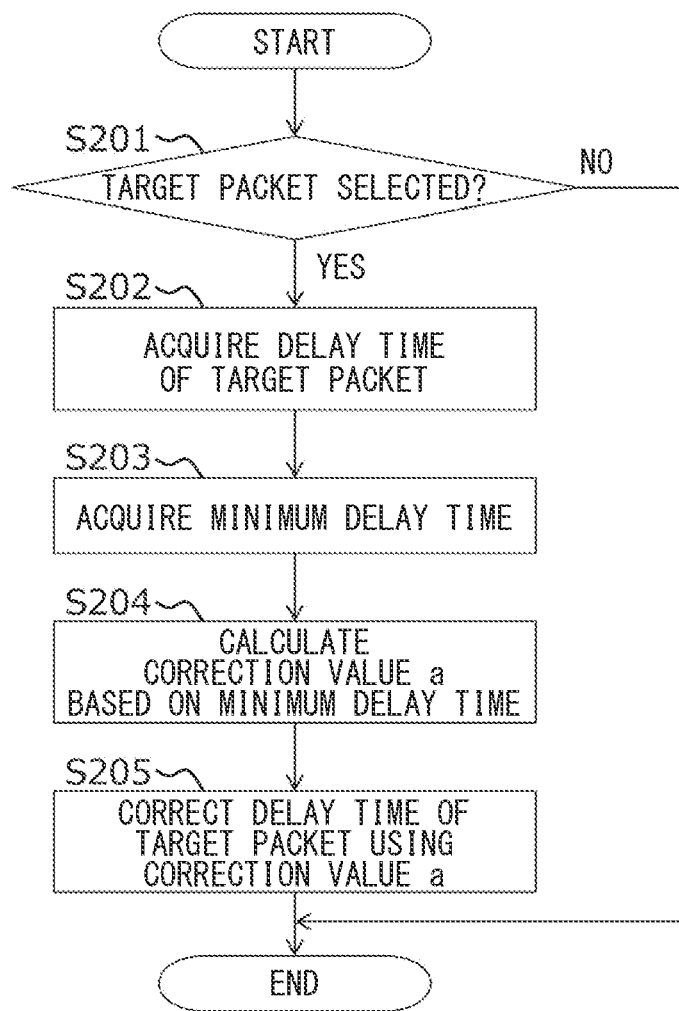 START
S201
TARGET PACKET SELECTED?
NO
YES
S202
ACQUIRE DELAY TIME
OF TARGET PACKET
S203
ACQUIRE MINIMUM DELAY TIME
S204
CALCULATE
CORRECTION VALUE a
BASED ON MINIMUM DELAY TIME
S205
CORRECT DELAY TIME OF
TARGET PACKET USING
CORRECTION VALUE a
END